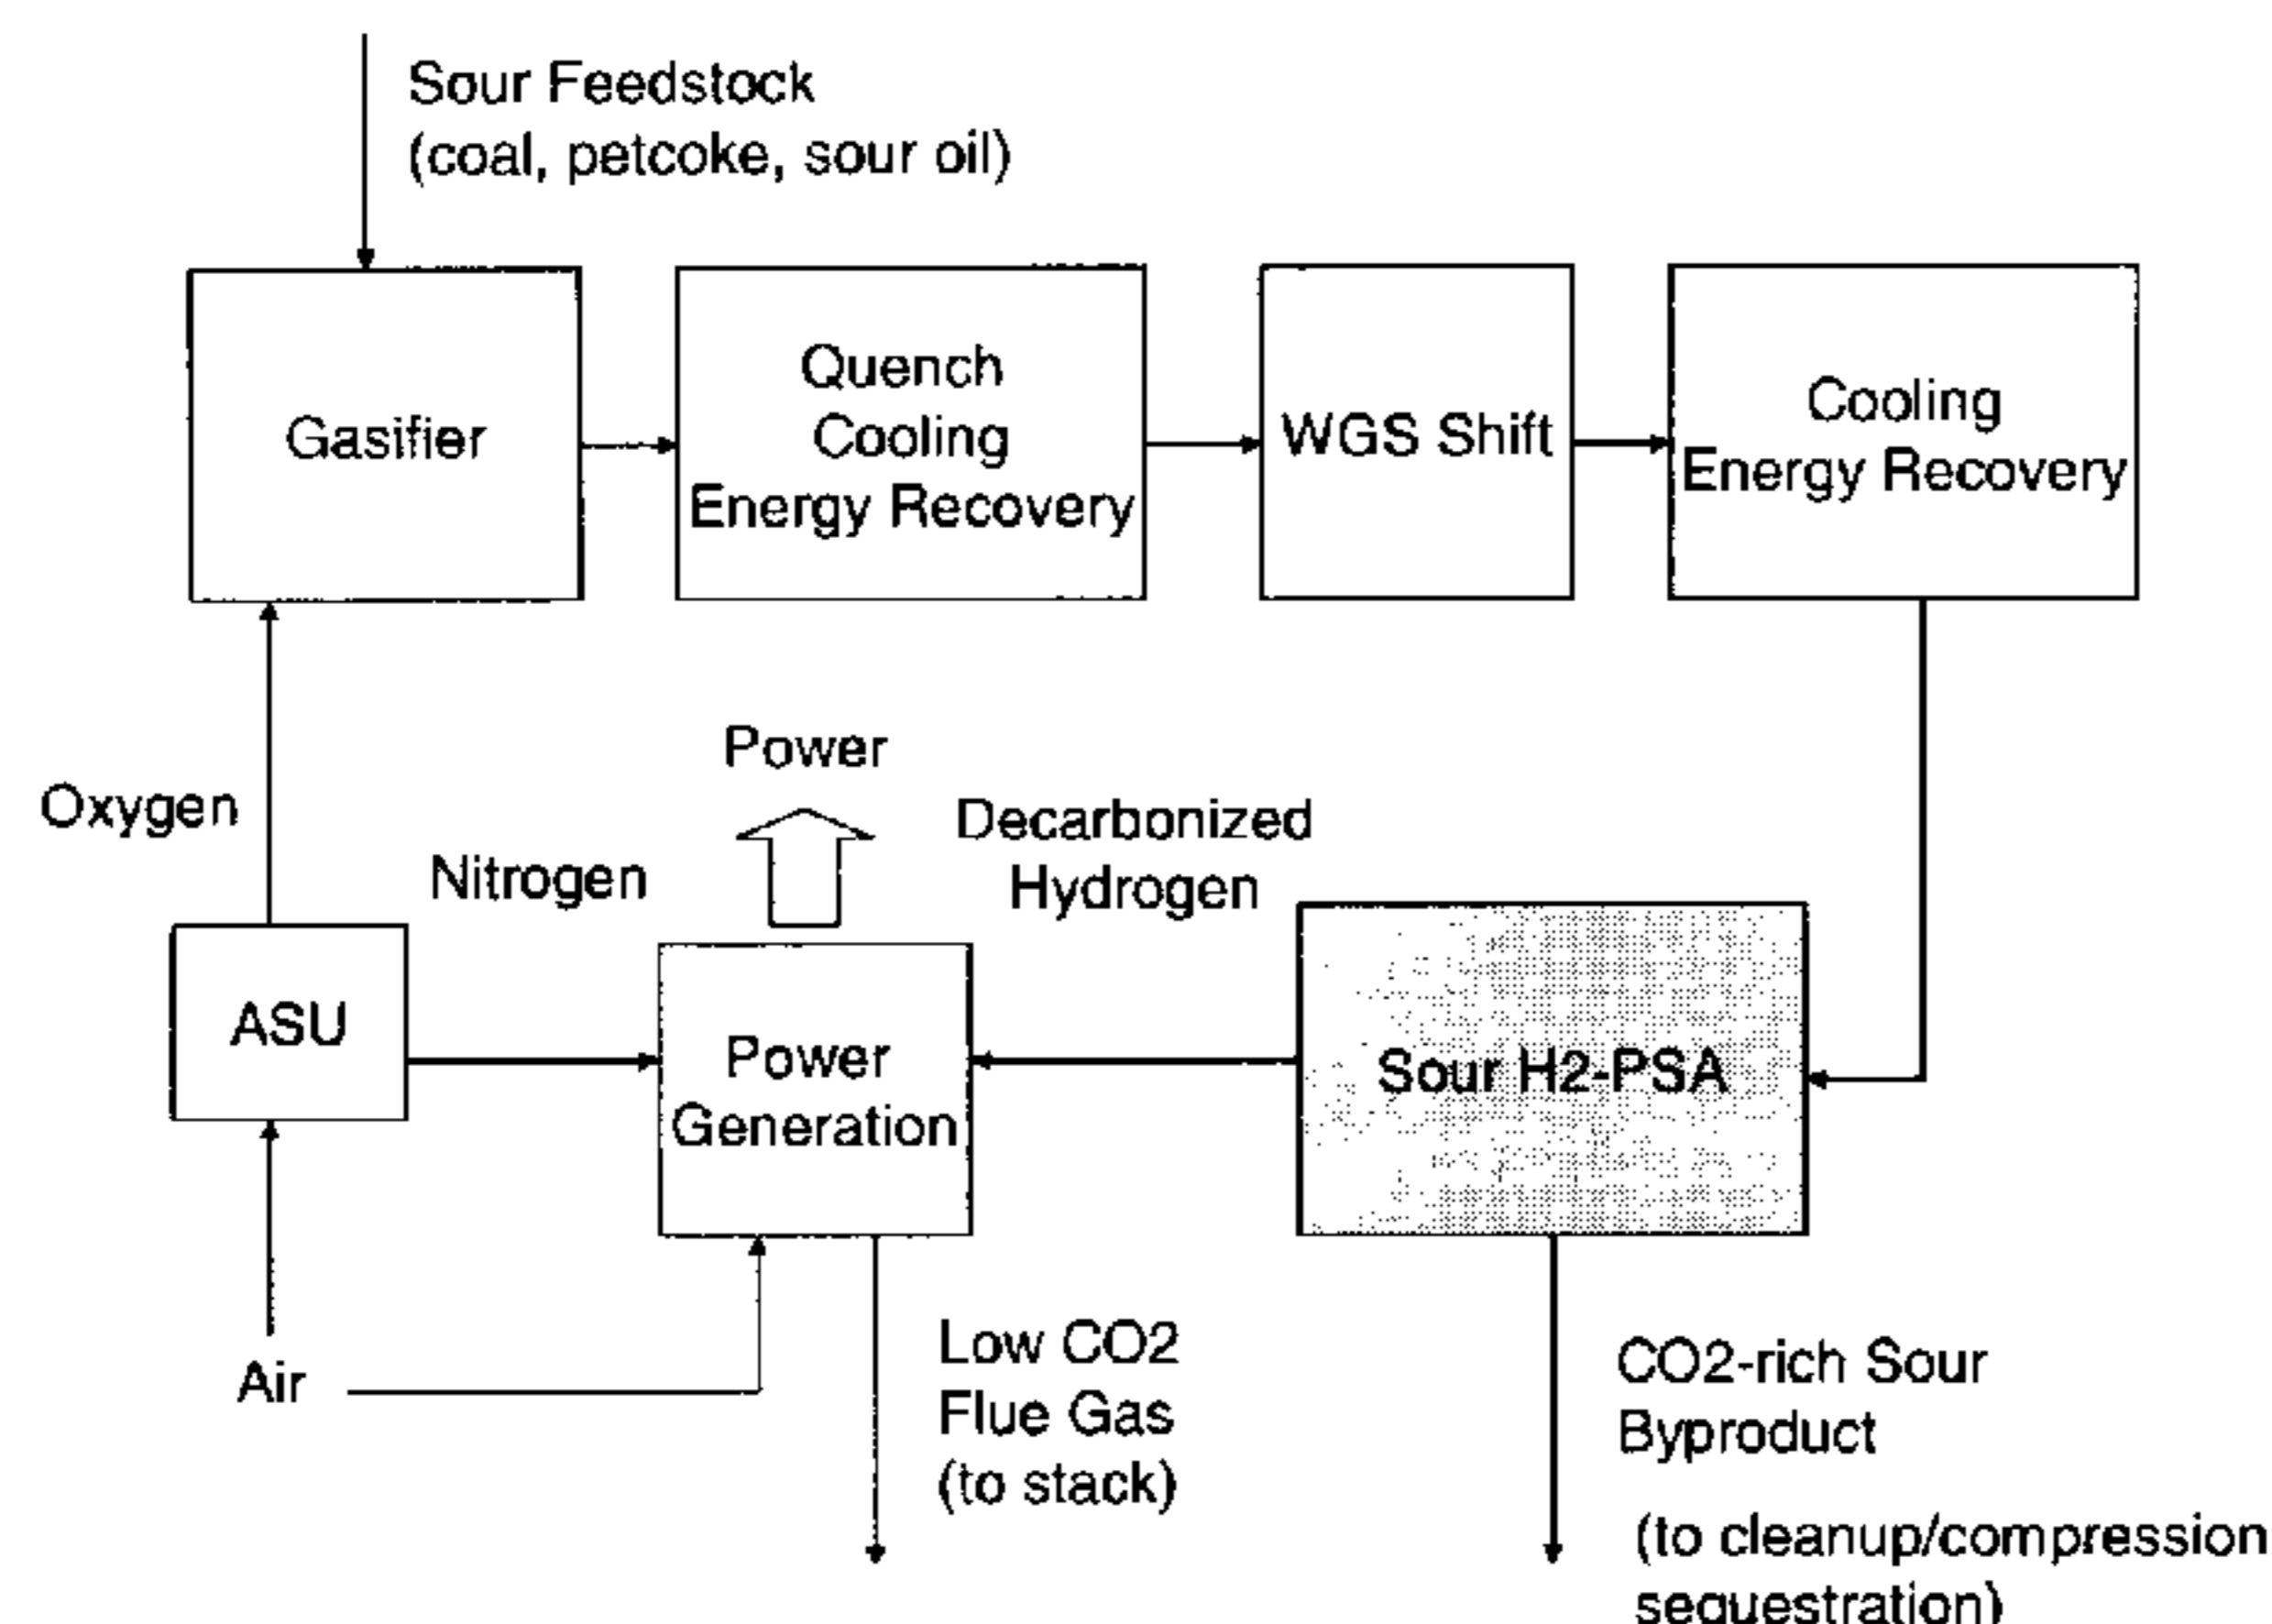 Sour Feedstock
(coal, petcoke, sour oil)
Gasifier
Quench
Cooling
Energy Recovery
WGS Shift
Cooling
Energy Recovery
Oxygen
Nitrogen
Power
Decarbonized
Hydrogen
ASU
Power
Generation
Sour H2-PSA
Air
Low CO2
Flue Gas
(to stack)
CO2-rich Sour
Byproduct
(to cleanup/compression
sequestration)